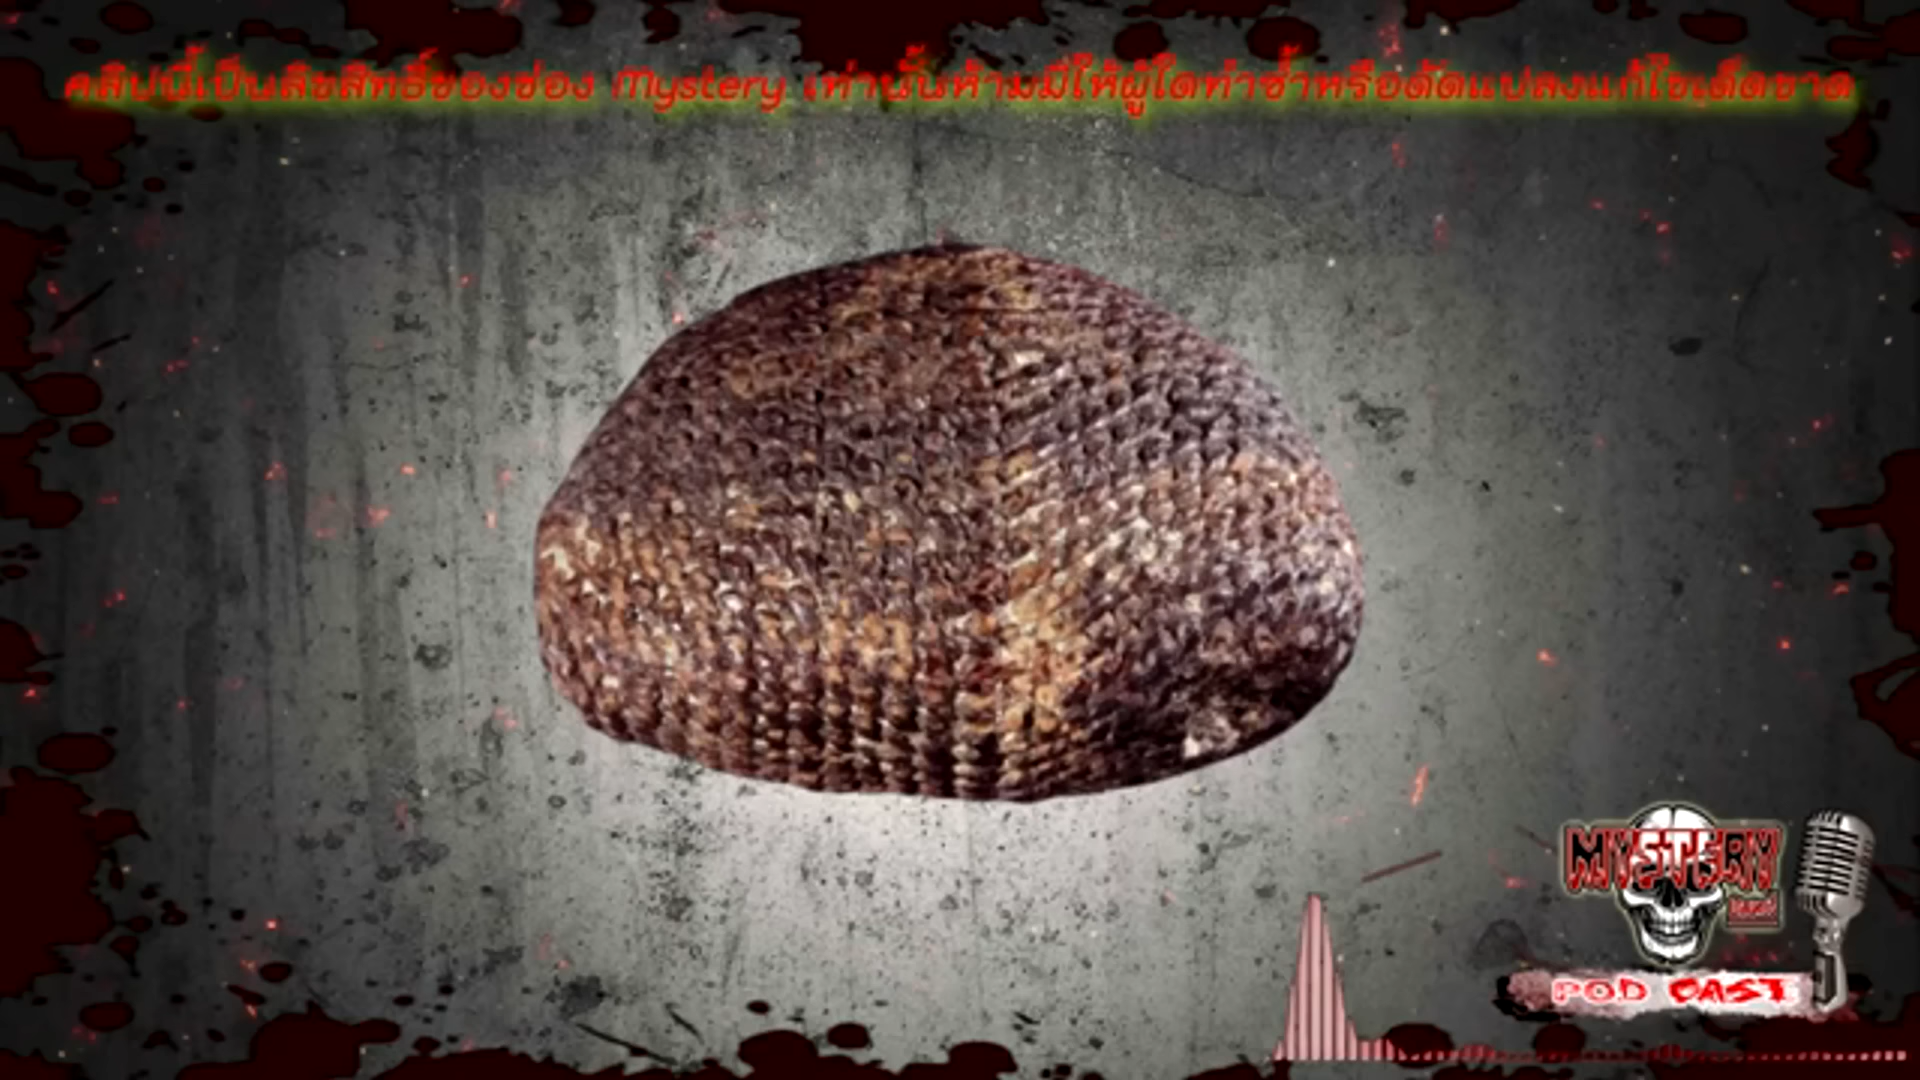 คลิปนี้เป็นลิขสิทธิ์ของช่อง Mystery เท่านั้นห้ามมิให้ผู้ใดทำซ้ำหรือดัดแปลงแก้ไขเด็ดขาด
MYSTERY
POD CAST